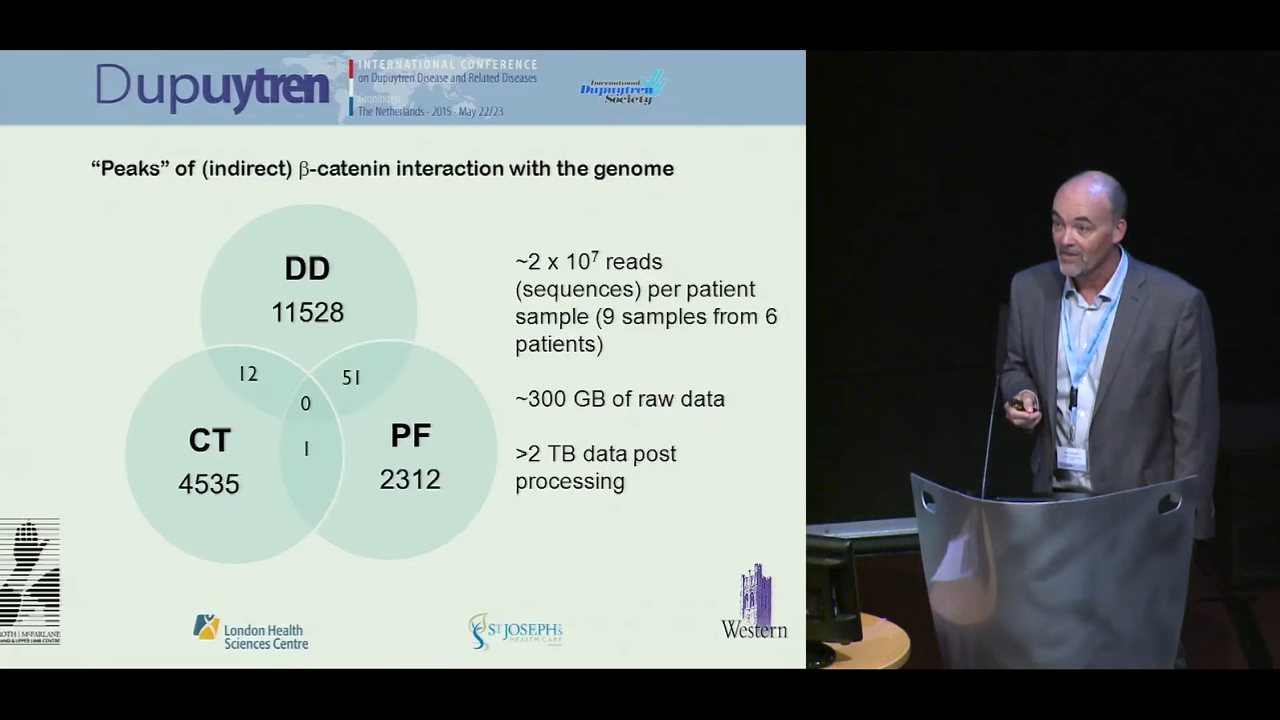 Dupuytren
INTERNATIONAL CONFERENCE
on Dupuytren Disease and Related Diseases
Groningen
The Netherlands - 2015 - May 22/23
International
Dupuytren
Society
“Peaks” of (indirect) β-catenin interaction with the genome
DD
11528
12
51
0
1
CT
4535
PF
2312
~2 x 10⁷ reads
(sequences) per patient
sample (9 samples from 6
patients)
~300 GB of raw data
>2 TB data post
processing
ROTH | MCFARLANE
London Health
Sciences Centre
ST JOSEPH'S
HEALTH CARE
Western